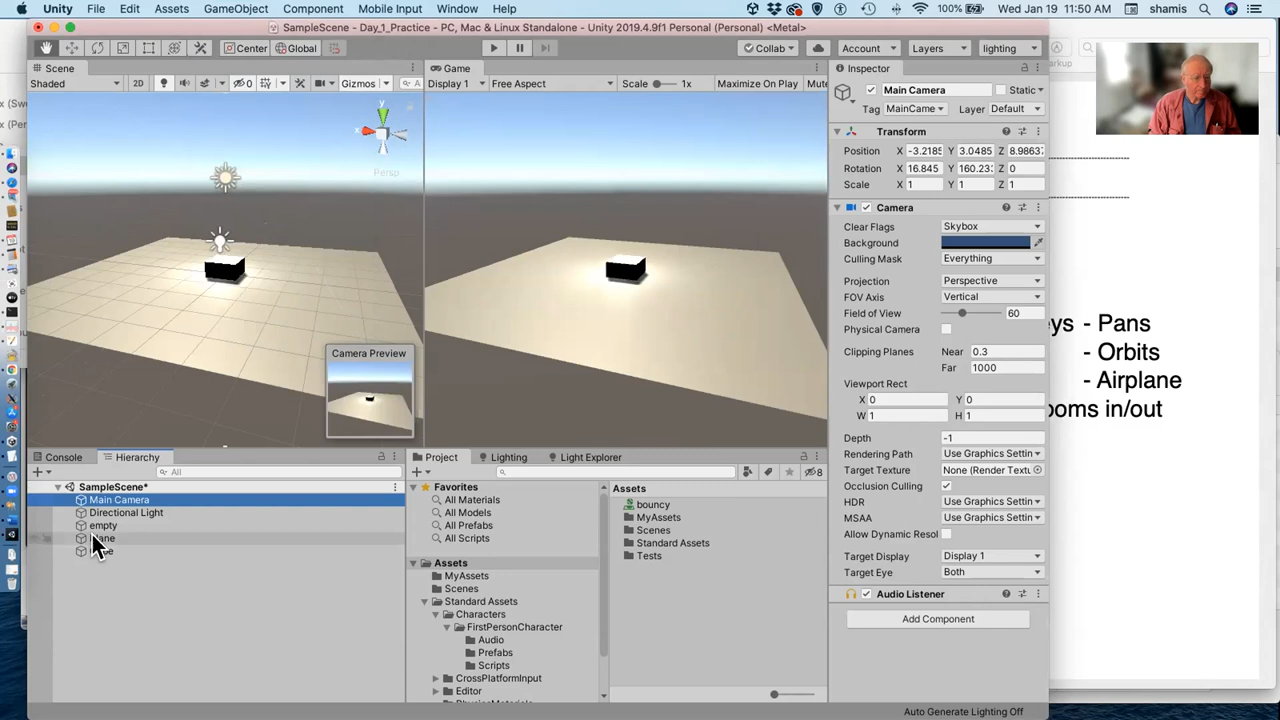 Unity File Edit Assets GameObject Component Mobile Input Window Help 100% Wed Jan 19 11:50 AM shamis
SampleScene - Day_1_Practice - PC, Mac & Linux Standalone - Unity 2019.4.9f1 Personal (Personal) <Metal>
Center Global Collab Account Layers lighting
Scene Game Inspector
Shaded 2D 0 Gizmos A Display 1 Free Aspect Scale 1x Maximize On Play
Main Camera Static
Tag MainCame Layer Default
Transform
Position X -3.2185 Y 3.0485 Z 8.9863
Rotation X 16.845 Y 160.23 Z 0
Scale X 1 Y 1 Z 1
y x Persp
Camera
Clear Flags Skybox
Background
Culling Mask Everything
Projection Perspective
FOV Axis Vertical
Field of View 60
Physical Camera
Clipping Planes Near 0.3
Far 1000
Viewport Rect
X 0 Y 0
W 1 H 1
Depth -1
Rendering Path Use Graphics Settin
Target Texture None (Render Textu
Occlusion Culling
HDR Use Graphics Settin
MSAA Use Graphics Settin
Allow Dynamic Resol
Target Display Display 1
Target Eye Both
Audio Listener
Add Component
Camera Preview
Console Hierarchy
All
SampleScene*
Main Camera
Directional Light
empty
Project Lighting Light Explorer
8
Favorites
All Materials
All Models
All Prefabs
All Scripts
Assets
MyAssets
Scenes
Standard Assets
Characters
FirstPersonCharacter
Audio
Prefabs
Scripts
CrossPlatformInput
Editor
Assets
bouncy
MyAssets
Scenes
Standard Assets
Tests
Auto Generate Lighting Off
arkup
eys - Pans
- Orbits
- Airplane
ooms in/out